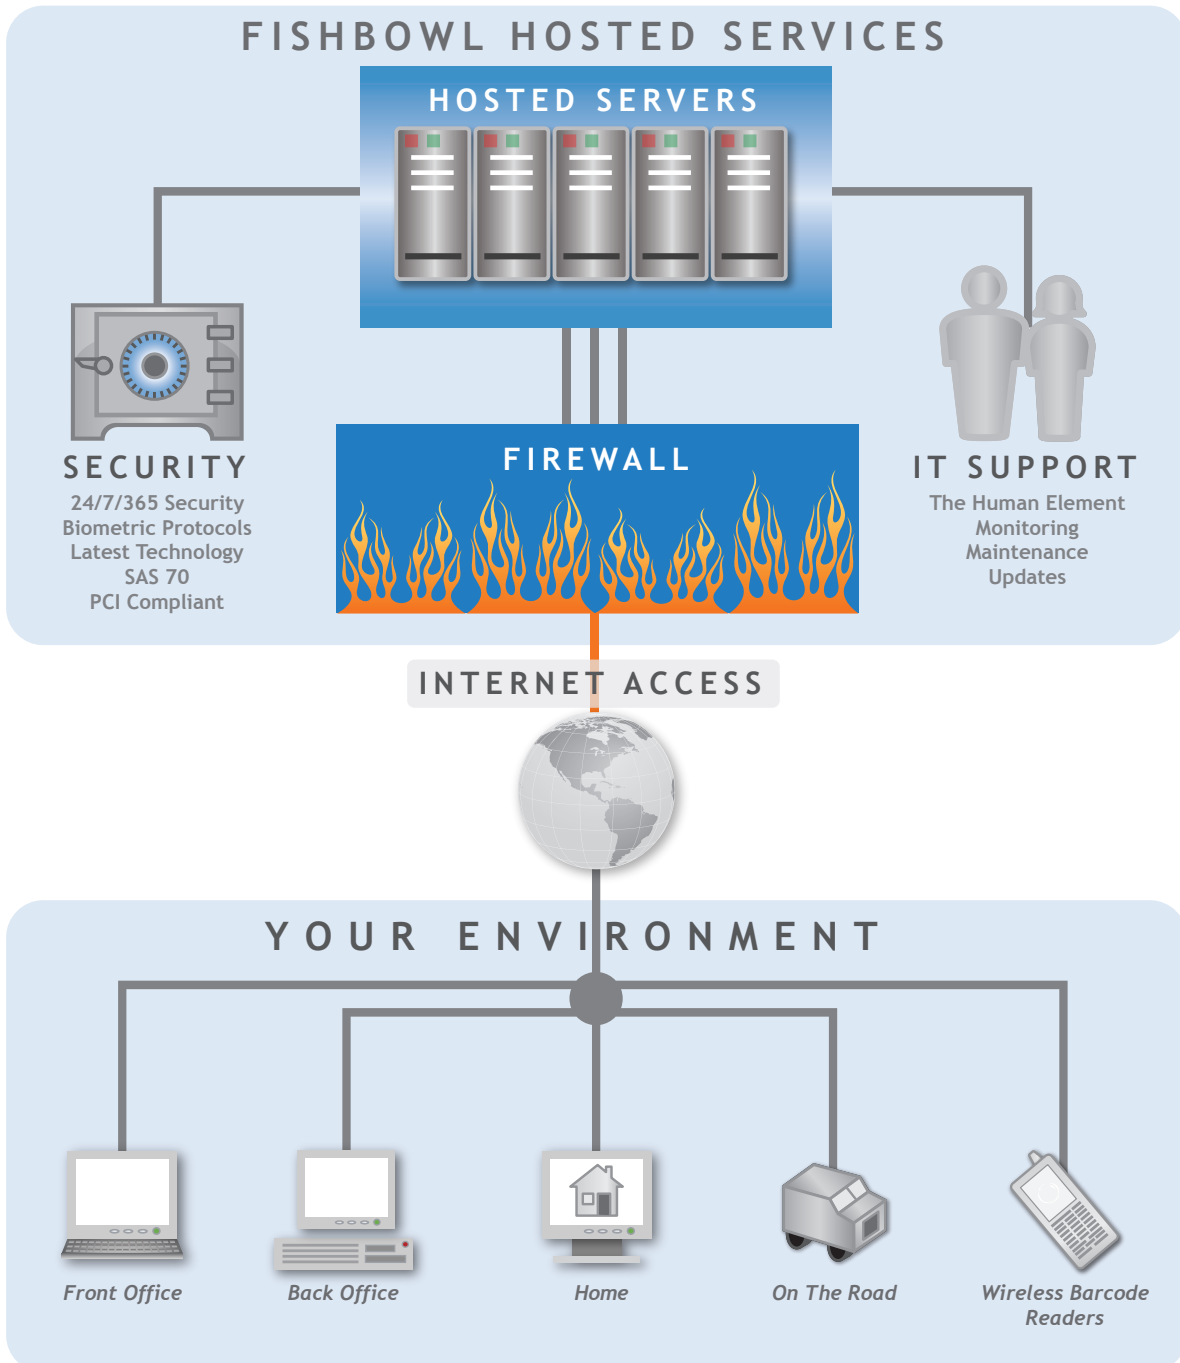 FISHBOWL HOSTED SERVICES
HOSTED SERVERS
SECURITY
24/7/365 Security
Biometric Protocols
Latest Technology
SAS 70
PCI Compliant
FIREWALL
IT SUPPORT
The Human Element
Monitoring
Maintenance
Updates
INTERNET ACCESS
YOUR ENVIRONMENT
Front Office
Back Office
Home
On The Road
Wireless Barcode
Readers